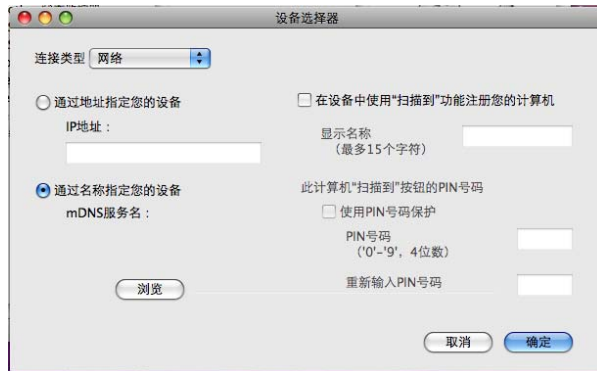 设备选择器
连接类型 网络
通过地址指定您的设备
IP地址：
通过名称指定您的设备
mDNS服务名：
浏览
在设备中使用“扫描到”功能注册您的计算机
显示名称
（最多15个字符）
此计算机“扫描到”按钮的PIN号码
使用PIN号码保护
PIN号码
（'0'-'9'，4位数）
重新输入PIN号码
取消
确定